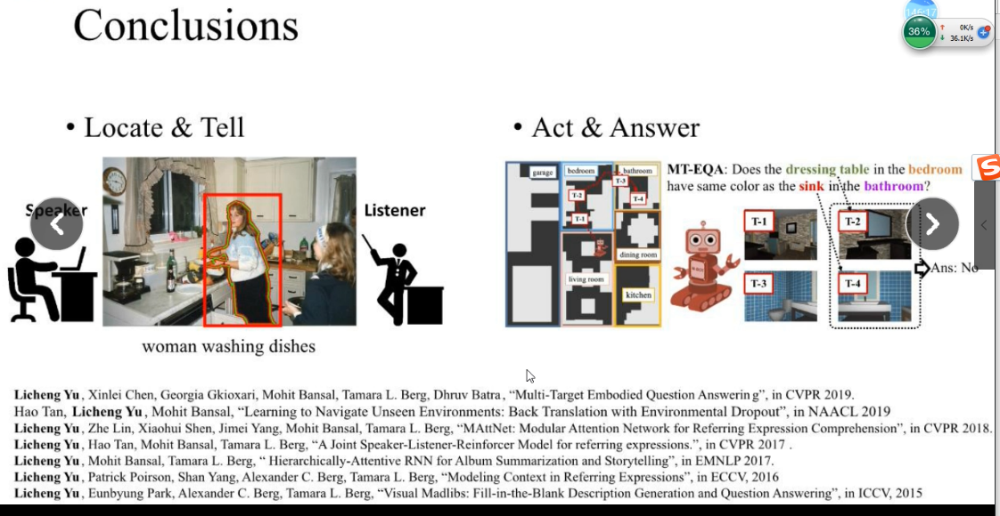 Conclusions
146:17
36%
0K/s
36.1K/s
• Locate & Tell
Speaker
Listener
woman washing dishes
• Act & Answer
garage
bedroom
bathroom
T-3
T-2
T-4
T-1
dining room
living room
kitchen
MT-EQA: Does the dressing table in the bedroom
have same color as the sink in the bathroom?
T-1
T-2
T-3
T-4
Ans: No
Licheng Yu, Xinlei Chen, Georgia Gkioxari, Mohit Bansal, Tamara L. Berg, Dhruv Batra, “Multi-Target Embodied Question Answering”, in CVPR 2019.
Hao Tan, Licheng Yu, Mohit Bansal, “Learning to Navigate Unseen Environments: Back Translation with Environmental Dropout”, in NAACL 2019
Licheng Yu, Zhe Lin, Xiaohui Shen, Jimei Yang, Mohit Bansal, Tamara L. Berg, “MAttNet: Modular Attention Network for Referring Expression Comprehension”, in CVPR 2018.
Licheng Yu, Hao Tan, Mohit Bansal, Tamara L. Berg, “A Joint Speaker-Listener-Reinforcer Model for referring expressions.”, in CVPR 2017 .
Licheng Yu, Mohit Bansal, Tamara L. Berg, “ Hierarchically-Attentive RNN for Album Summarization and Storytelling”, in EMNLP 2017.
Licheng Yu, Patrick Poirson, Shan Yang, Alexander C. Berg, Tamara L. Berg, “Modeling Context in Referring Expressions”, in ECCV, 2016
Licheng Yu, Eunbyung Park, Alexander C. Berg, Tamara L. Berg, “Visual Madlibs: Fill-in-the-Blank Description Generation and Question Answering”, in ICCV, 2015